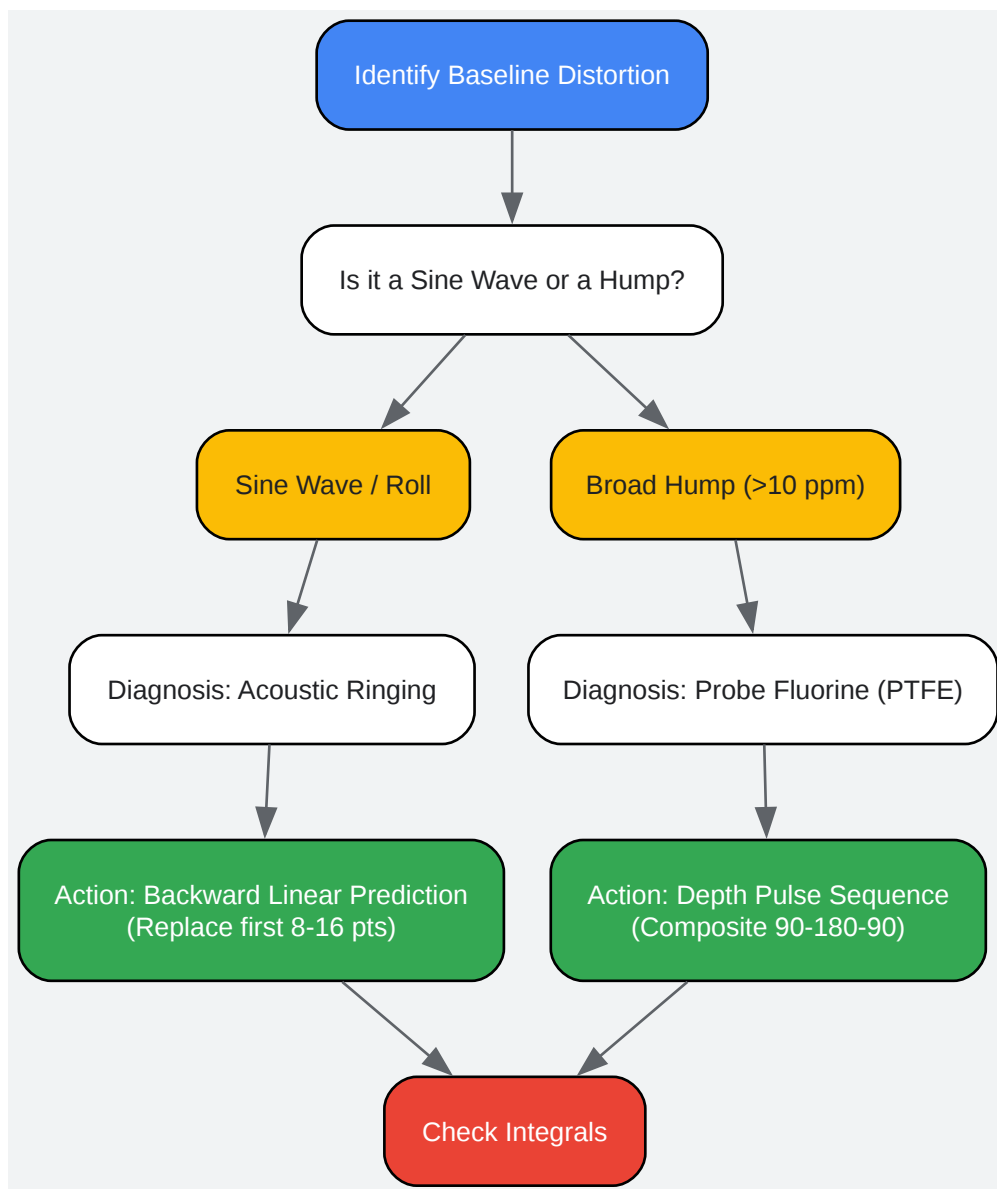 Identify Baseline Distortion
Is it a Sine Wave or a Hump?
Sine Wave / Roll
Broad Hump (>10 ppm)
Diagnosis: Acoustic Ringing
Diagnosis: Probe Fluorine (PTFE)
Action: Backward Linear Prediction
(Replace first 8-16 pts)
Action: Depth Pulse Sequence
(Composite 90-180-90)
Check Integrals